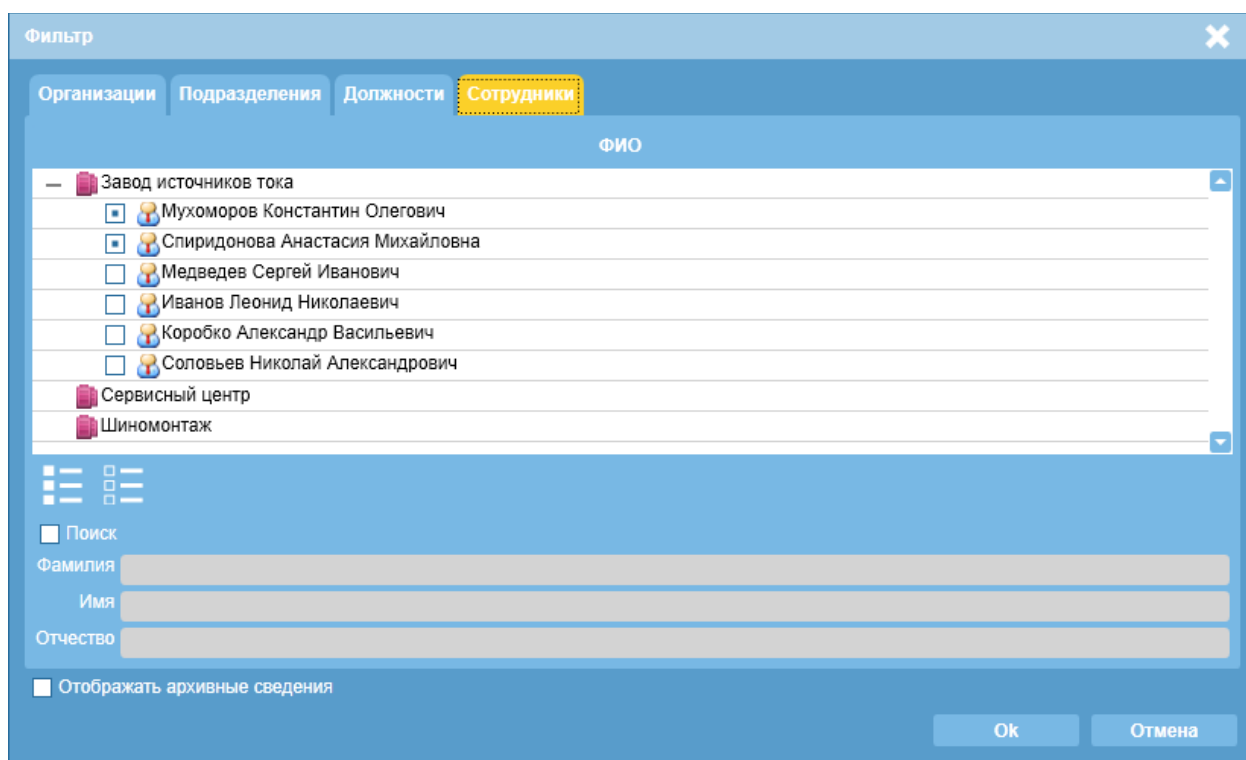 Фильтр
Организации Подразделения Должности Сотрудники
ФИО
Завод источников тока
Мухоморов Константин Олегович
Спиридонова Анастасия Михайловна
Медведев Сергей Иванович
Иванов Леонид Николаевич
Коробко Александр Васильевич
Соловьев Николай Александрович
Сервисный центр
Шиномонтаж
Поиск
Фамилия
Имя
Отчество
Отображать архивные сведения
Ok Отмена